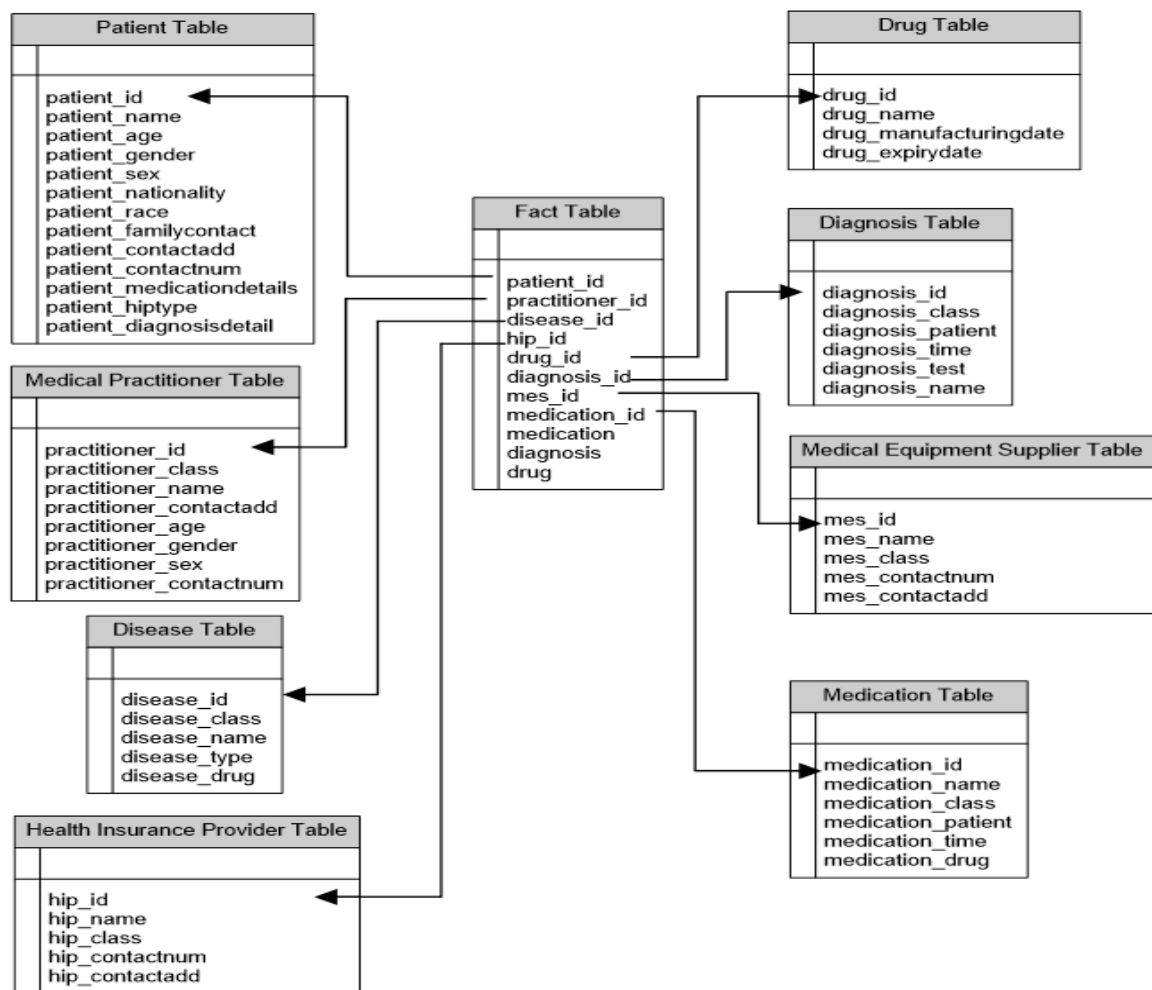 Patient Table
patient_id
patient_name
patient_age
patient_gender
patient_sex
patient_nationality
patient_race
patient_familycontact
patient_contactadd
patient_contactnum
patient_medicationdetails
patient_hiptype
patient_diagnosisdetail
Medical Practitioner Table
practitioner_id
practitioner_class
practitioner_name
practitioner_contactadd
practitioner_age
practitioner_gender
practitioner_sex
practitioner_contactnum
Disease Table
disease_id
disease_class
disease_name
disease_type
disease_drug
Health Insurance Provider Table
hip_id
hip_name
hip_class
hip_contactnum
hip_contactadd
Fact Table
patient_id
practitioner_id
disease_id
hip_id
drug_id
diagnosis_id
mes_id
medication_id
medication
diagnosis
drug
Drug Table
drug_id
drug_name
drug_manufacturingdate
drug_expirydate
Diagnosis Table
diagnosis_id
diagnosis_class
diagnosis_patient
diagnosis_time
diagnosis_test
diagnosis_name
Medical Equipment Supplier Table
mes_id
mes_name
mes_class
mes_contactnum
mes_contactadd
Medication Table
medication_id
medication_name
medication_class
medication_patient
medication_time
medication_drug